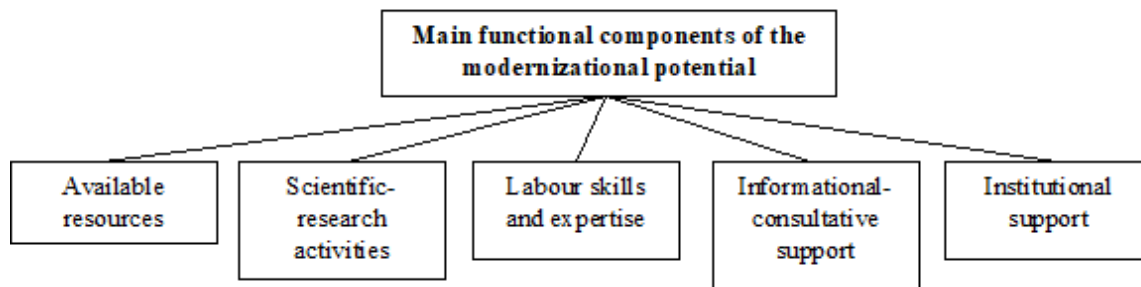 Main functional components of the
modernizational potential
Available
resources
Scientific-
research
activities
Labour skills
and expertise
Informational-
consultative
support
Institutional
support